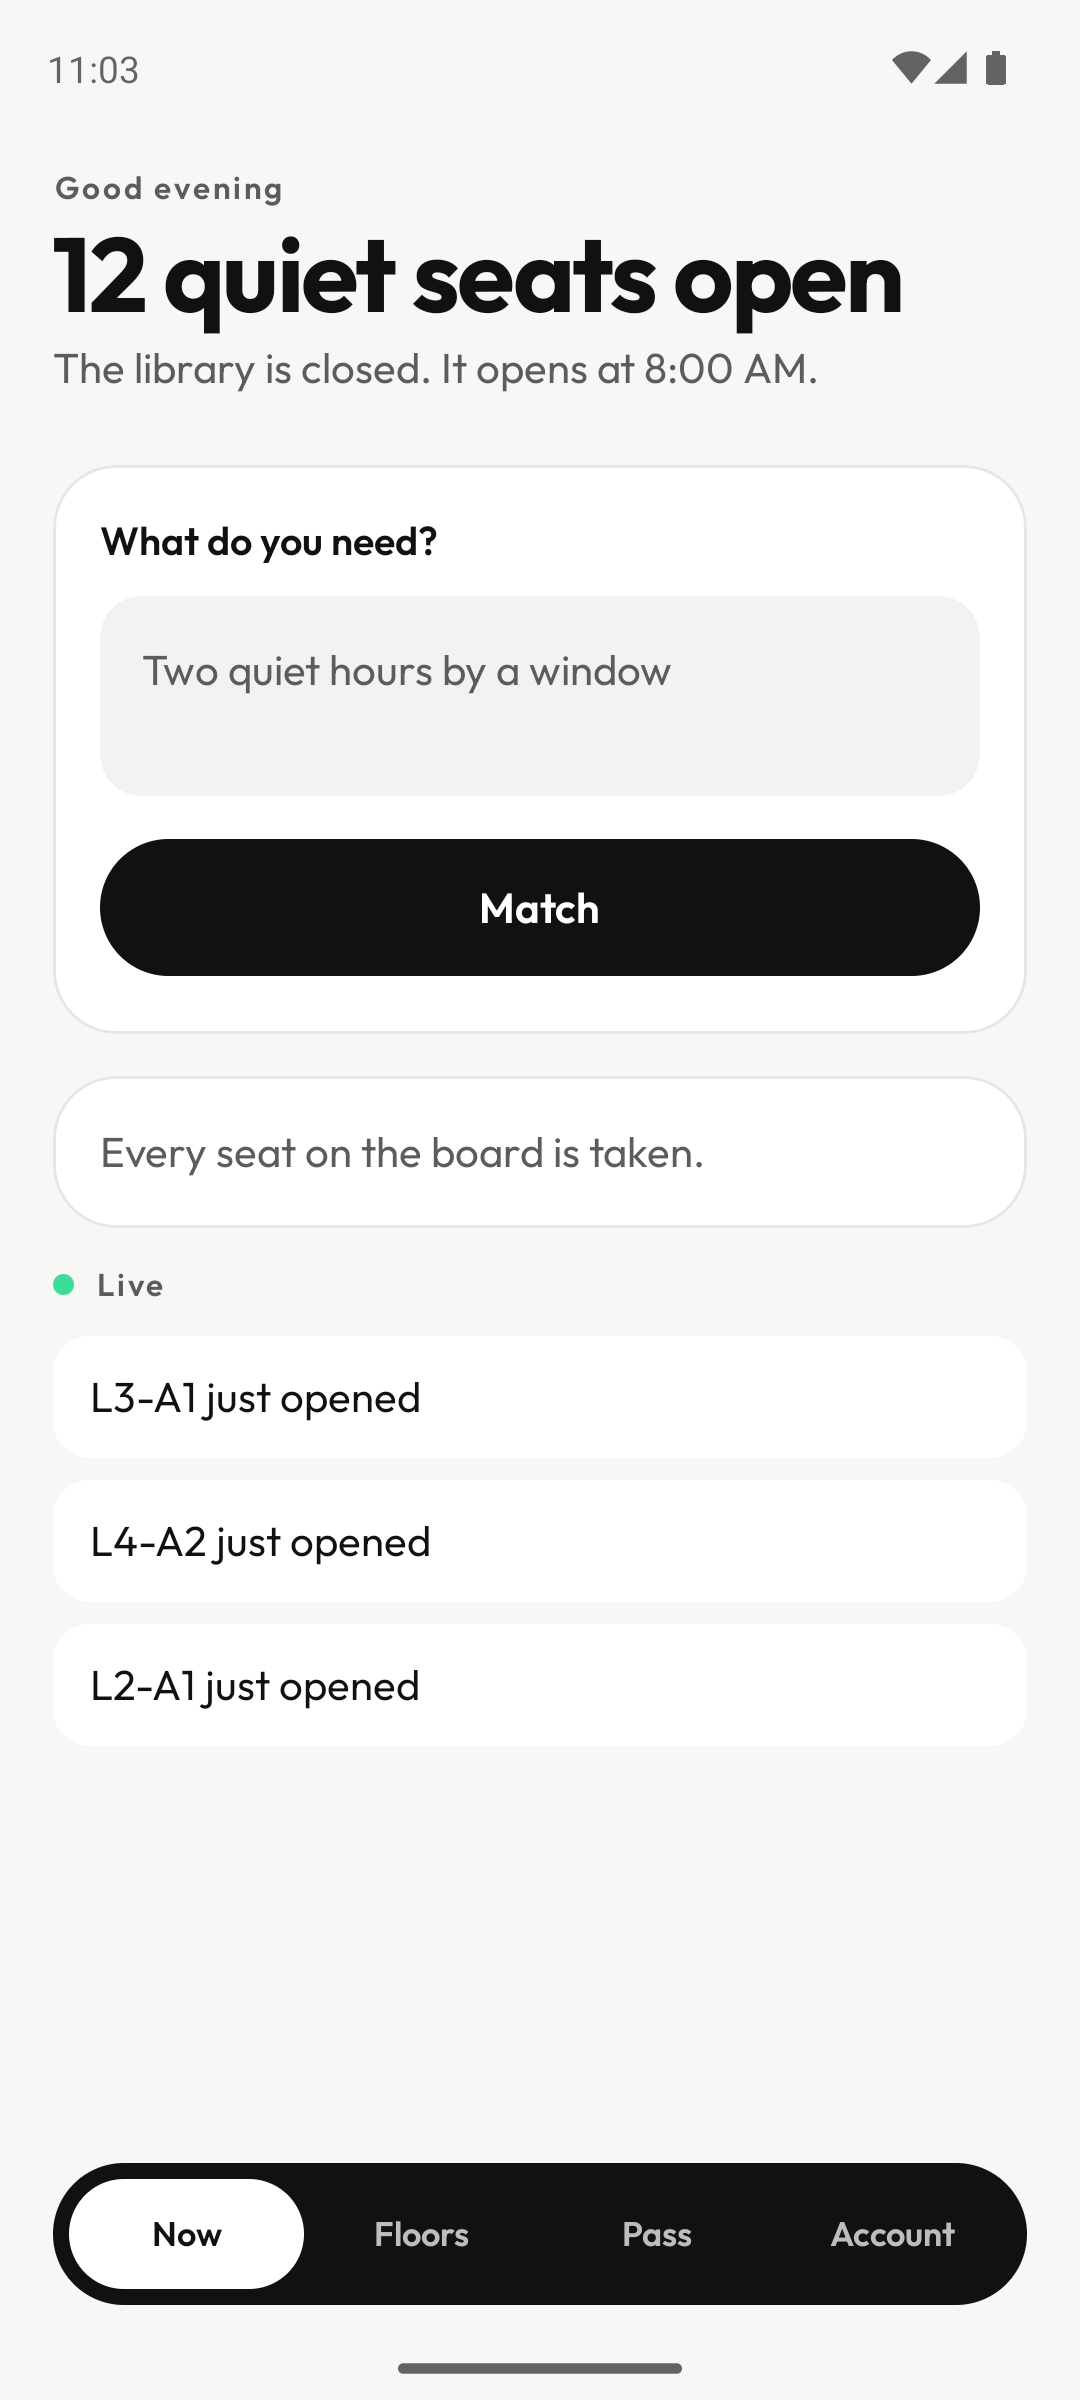 11:03
Good evening
12 quiet seats open
The library is closed. It opens at 8:00 AM.
What do you need?
Two quiet hours by a window
Match
Every seat on the board is taken.
Live
L3-A1 just opened
L4-A2 just opened
L2-A1 just opened
Now Floors Pass Account